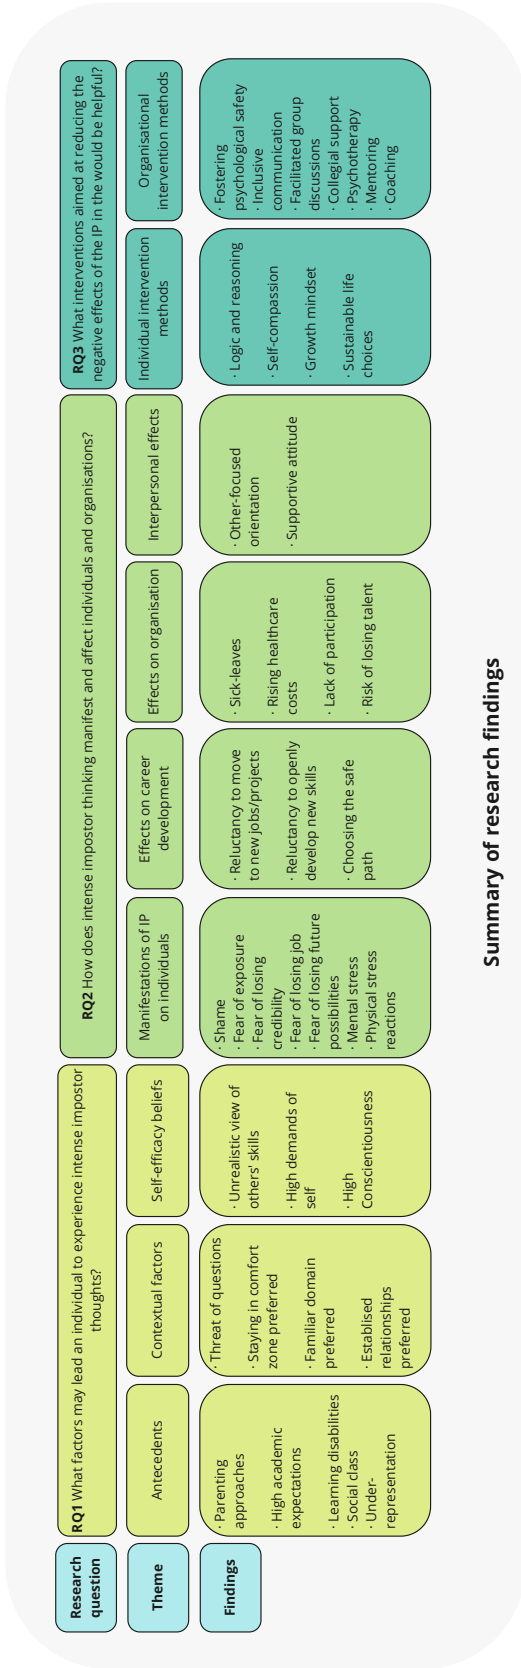 Research
question
RQ1 What factors may lead an individual to experience intense impostor
thoughts?
RQ2 How does intense impostor thinking manifest and affect individuals and organisations?
RQ3 What interventions aimed at reducing the
negative effects of the IP in the would be helpful?
Theme
Antecedents
Contextual factors
Self-efficacy beliefs
Manifestations of IP
on individuals
Effects on career
development
Effects on organisation
Interpersonal effects
Individual intervention
methods
Organisational
intervention methods
Findings
· Parenting
approaches
· High academic
expectations
· Learning disabilities
· Social class
· Under-
representation
· Threat of questions
· Staying in comfort
zone preferred
· Familiar domain
preferred
· Establised
relationships
preferred
· Unrealistic view of
others' skills
· High demands of
self
· High
Conscientiousness
· Shame
· Fear of exposure
· Fear of losing
credibility
· Fear of losing job
· Fear of losing future
possibilities
· Mental stress
· Physical stress
reactions
· Reluctancy to move
to new jobs/projects
· Reluctancy to openly
develop new skills
· Choosing the safe
path
· Sick-leaves
· Rising healthcare
costs
· Lack of participation
· Risk of losing talent
· Other-focused
orientation
· Supportive attitude
· Logic and reasoning
· Self-compassion
· Growth mindset
· Sustainable life
choices
· Fostering
psychological safety
· Inclusive
communication
· Facilitated group
discussions
· Collegial support
· Psychotherapy
· Mentoring
· Coaching
Summary of research findings